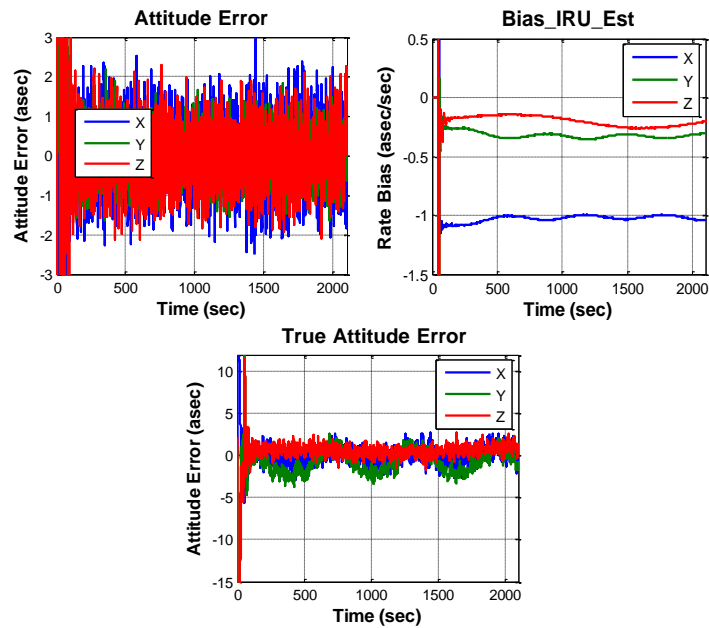 Attitude Error
3
2
1
0
-1
-2
-3
Attitude Error (asec)
X
Y
Z
0 500 1000 1500 2000
Time (sec)
Bias_IRU_Est
0.5
0
-0.5
-1
-1.5
Rate Bias (asec/sec)
X
Y
Z
0 500 1000 1500 2000
Time (sec)
True Attitude Error
10
5
0
-5
-10
-15
Attitude Error (asec)
X
Y
Z
0 500 1000 1500 2000
Time (sec)